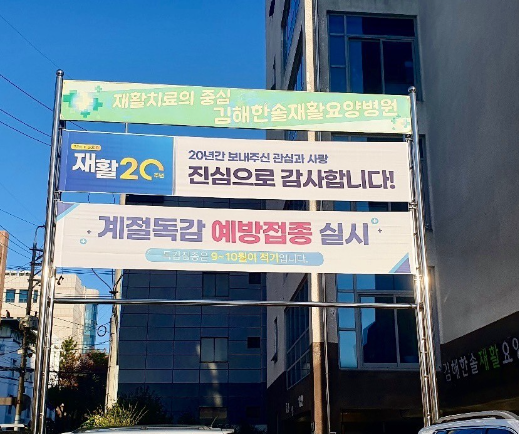 재활치료의 중심
김해한솔재활요양병원
재활20주년
20년간 보내주신 관심과 사랑
진심으로 감사합니다!
계절독감 예방접종 실시
독감접종은 9~10월이 적기입니다.
김해한솔재활요